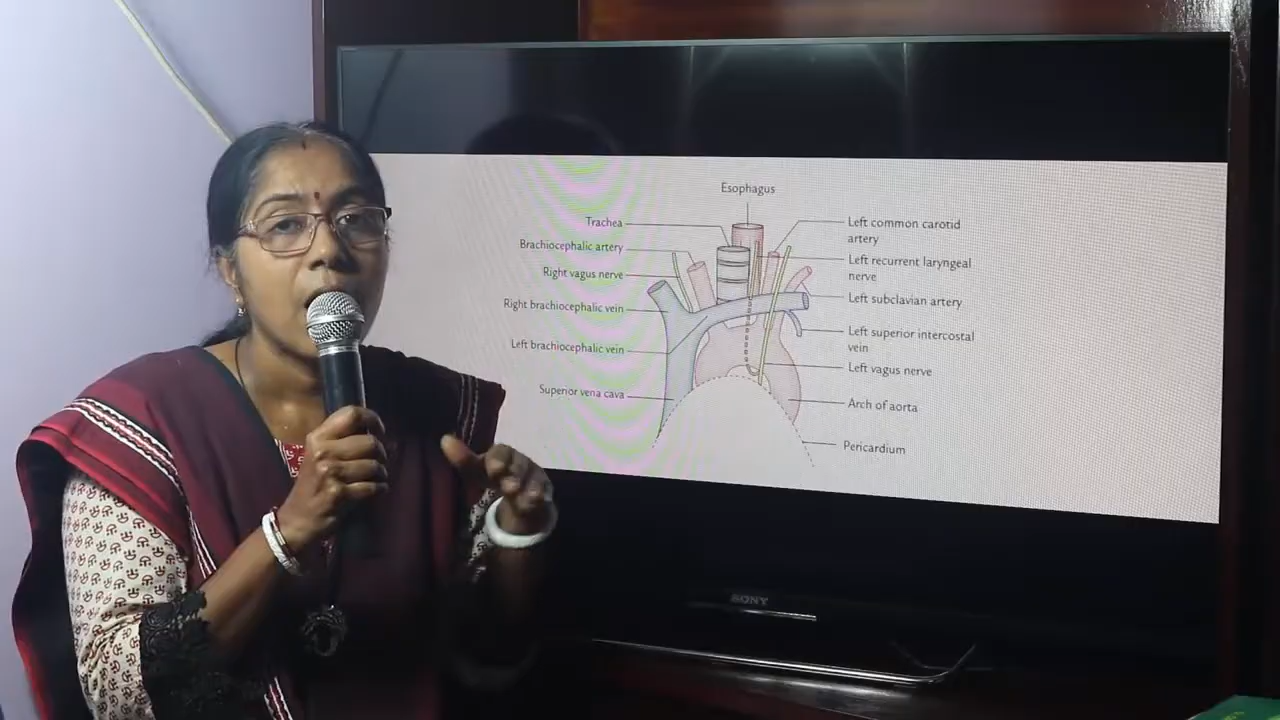 Esophagus
Trachea
Brachiocephalic artery
Right vagus nerve
Right brachiocephalic vein
Left brachiocephalic vein
Superior vena cava
Left common carotid
artery
Left recurrent laryngeal
nerve
Left subclavian artery
Left superior intercostal
vein
Left vagus nerve
Arch of aorta
Pericardium
SONY